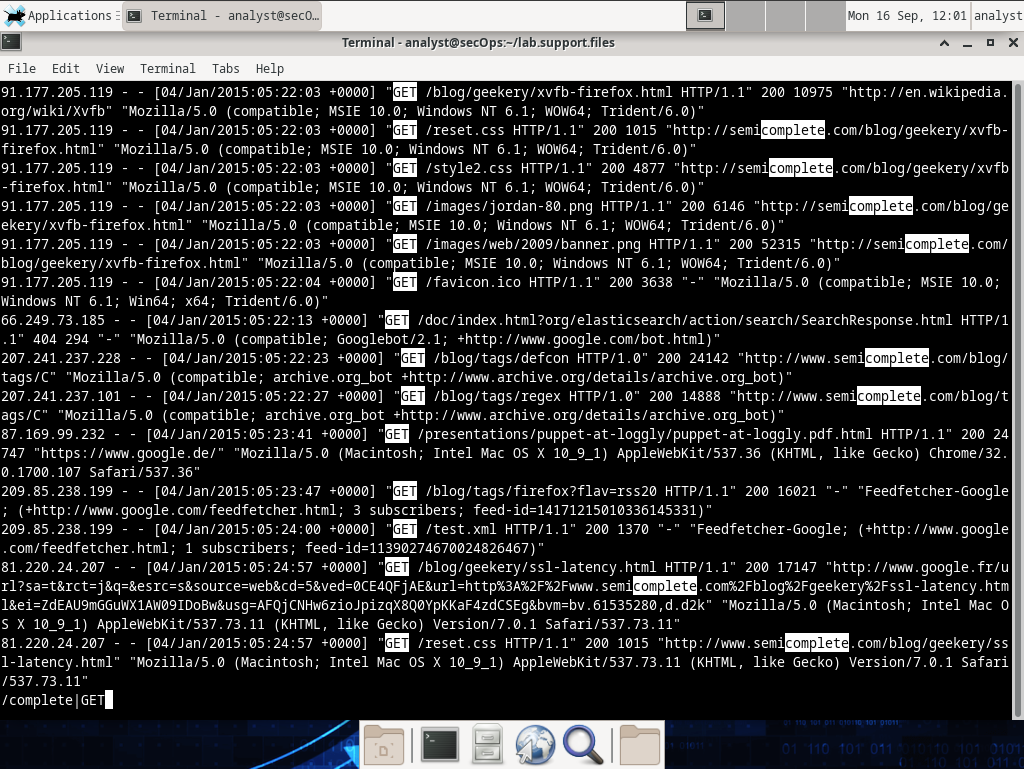 Applications Terminal - analyst@secO... Mon 16 Sep, 12:01 analyst
Terminal - analyst@secOps:~/lab.support.files
File Edit View Terminal Tabs Help
91.177.205.119 - - [04/Jan/2015:05:22:03 +0000] "GET /blog/geekery/xvfb-firefox.html HTTP/1.1" 200 10975 "http://en.wikipedia.
org/wiki/Xvfb" "Mozilla/5.0 (compatible; MSIE 10.0; Windows NT 6.1; WOW64; Trident/6.0)"
91.177.205.119 - - [04/Jan/2015:05:22:03 +0000] "GET /reset.css HTTP/1.1" 200 1015 "http://semicomplete.com/blog/geekery/xvfb-
firefox.html" "Mozilla/5.0 (compatible; MSIE 10.0; Windows NT 6.1; WOW64; Trident/6.0)"
91.177.205.119 - - [04/Jan/2015:05:22:03 +0000] "GET /style2.css HTTP/1.1" 200 4877 "http://semicomplete.com/blog/geekery/xvfb
-firefox.html" "Mozilla/5.0 (compatible; MSIE 10.0; Windows NT 6.1; WOW64; Trident/6.0)"
91.177.205.119 - - [04/Jan/2015:05:22:03 +0000] "GET /images/jordan-80.png HTTP/1.1" 200 6146 "http://semicomplete.com/blog/ge
ekery/xvfb-firefox.html" "Mozilla/5.0 (compatible; MSIE 10.0; Windows NT 6.1; WOW64; Trident/6.0)"
91.177.205.119 - - [04/Jan/2015:05:22:03 +0000] "GET /images/web/2009/banner.png HTTP/1.1" 200 52315 "http://semicomplete.com/
blog/geekery/xvfb-firefox.html" "Mozilla/5.0 (compatible; MSIE 10.0; Windows NT 6.1; WOW64; Trident/6.0)"
91.177.205.119 - - [04/Jan/2015:05:22:04 +0000] "GET /favicon.ico HTTP/1.1" 200 3638 "-" "Mozilla/5.0 (compatible; MSIE 10.0;
Windows NT 6.1; Win64; x64; Trident/6.0)"
66.249.73.185 - - [04/Jan/2015:05:22:13 +0000] "GET /doc/index.html?org/elasticsearch/action/search/SearchResponse.html HTTP/1
.1" 404 294 "-" "Mozilla/5.0 (compatible; Googlebot/2.1; +http://www.google.com/bot.html)"
207.241.237.228 - - [04/Jan/2015:05:22:23 +0000] "GET /blog/tags/defcon HTTP/1.0" 200 24142 "http://www.semicomplete.com/blog/
tags/C" "Mozilla/5.0 (compatible; archive.org_bot +http://www.archive.org/details/archive.org_bot)"
207.241.237.101 - - [04/Jan/2015:05:22:27 +0000] "GET /blog/tags/regex HTTP/1.0" 200 14888 "http://www.semicomplete.com/blog/t
ags/C" "Mozilla/5.0 (compatible; archive.org_bot +http://www.archive.org/details/archive.org_bot)"
87.169.99.232 - - [04/Jan/2015:05:23:41 +0000] "GET /presentations/puppet-at-loggly/puppet-at-loggly.pdf.html HTTP/1.1" 200 24
747 "https://www.google.de/" "Mozilla/5.0 (Macintosh; Intel Mac OS X 10_9_1) AppleWebKit/537.36 (KHTML, like Gecko) Chrome/32.
0.1700.107 Safari/537.36"
209.85.238.199 - - [04/Jan/2015:05:23:47 +0000] "GET /blog/tags/firefox?flav=rss20 HTTP/1.1" 200 16021 "-" "Feedfetcher-Google
; (+http://www.google.com/feedfetcher.html; 3 subscribers; feed-id=14171215010336145331)"
209.85.238.199 - - [04/Jan/2015:05:24:00 +0000] "GET /test.xml HTTP/1.1" 200 1370 "-" "Feedfetcher-Google; (+http://www.google
.com/feedfetcher.html; 1 subscribers; feed-id=11390274670024826467)"
81.220.24.207 - - [04/Jan/2015:05:24:57 +0000] "GET /blog/geekery/ssl-latency.html HTTP/1.1" 200 17147 "http://www.google.fr/u
rl?sa=t&rct=j&q=&esrc=s&source=web&cd=5&ved=0CE4QFjAE&url=http%3A%2F%2Fwww.semicomplete.com%2Fblog%2Fgeekery%2Fssl-latency.htm
l&ei=ZdEAU9mGGuWX1AW09IDoBw&usg=AFQjCNHw6zioJpizqX8Q0YpKKaF4zdCSEg&bvm=bv.61535280,d.d2k" "Mozilla/5.0 (Macintosh; Intel Mac O
S X 10_9_1) AppleWebKit/537.73.11 (KHTML, like Gecko) Version/7.0.1 Safari/537.73.11"
81.220.24.207 - - [04/Jan/2015:05:24:57 +0000] "GET /reset.css HTTP/1.1" 200 1015 "http://www.semicomplete.com/blog/geekery/ss
l-latency.html" "Mozilla/5.0 (Macintosh; Intel Mac OS X 10_9_1) AppleWebKit/537.73.11 (KHTML, like Gecko) Version/7.0.1 Safari
/537.73.11"
/complete|GET